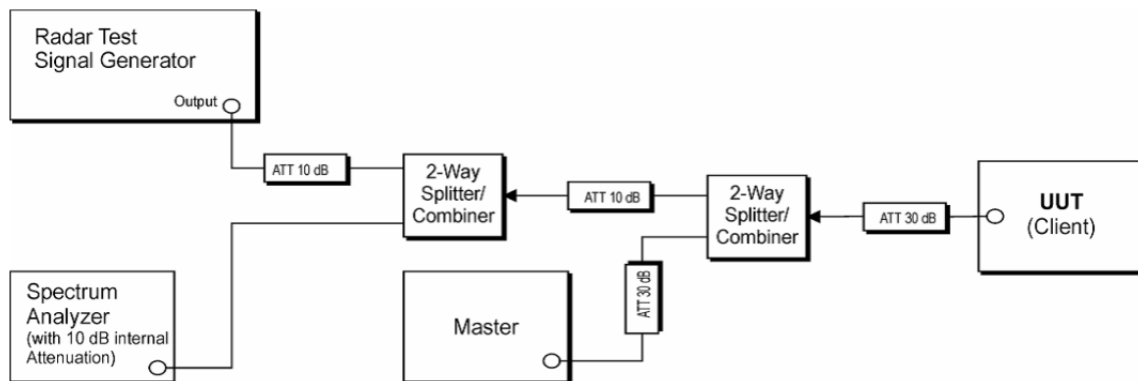 Radar Test
Signal Generator
Output
ATT 10 dB
2-Way
Splitter/
Combiner
ATT 10 dB
2-Way
Splitter/
Combiner
ATT 30 dB
UUT
(Client)
Spectrum
Analyzer
(with 10 dB internal
Attenuation)
Master
ATT 30 dB